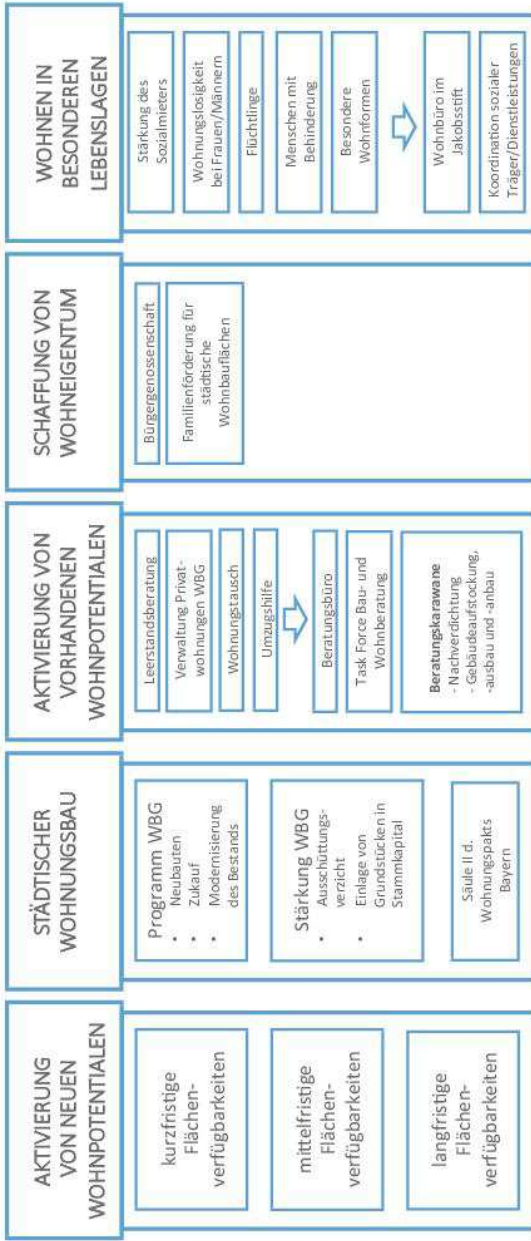 AKTIVIERUNG
VON NEUEN
WOHNPOTENTIALEN
kurzfristige
Flächen-
verfügbarkeiten
mittelfristige
Flächen-
verfügbarkeiten
langfristige
Flächen-
verfügbarkeiten
STÄDTISCHER
WOHNUNGSBAU
Programm WBG
• Neubauten
• Zukauf
• Modernisierung
des Bestands
Stärkung WBG
• Ausschüttungs-
verzicht
• Einlage von
Grundstücken in
Stammkapital
Säule II d.
Wohnungspakts
Bayern
AKTIVIERUNG VON
VORHANDENEN
WOHNPOTENTIALEN
Leerstandsberatung
Verwaltung Privat-
wohnungen WBG
Wohnungstausch
Umzugshilfe
Beratungsbüro
Task Force Bau- und
Wohnberatung
Beratungskarawane
- Nachverdichtung
- Gebäudeaufstockung,
-ausbau und -anbau
SCHAFFUNG VON
WOHNEIGENTUM
Bürgergenossenschaft
Familienförderung für
städtische
Wohnbauflächen
WOHNEN IN
BESONDEREN
LEBENSLAGEN
Stärkung des
Sozialmieters
Wohnungslosigkeit
bei Frauen/Männern
Flüchtlinge
Menschen mit
Behinderung
Besondere
Wohnformen
Wohnbüro im
Jakobsstift
Koordination sozialer
Träger/Dienstleistungen